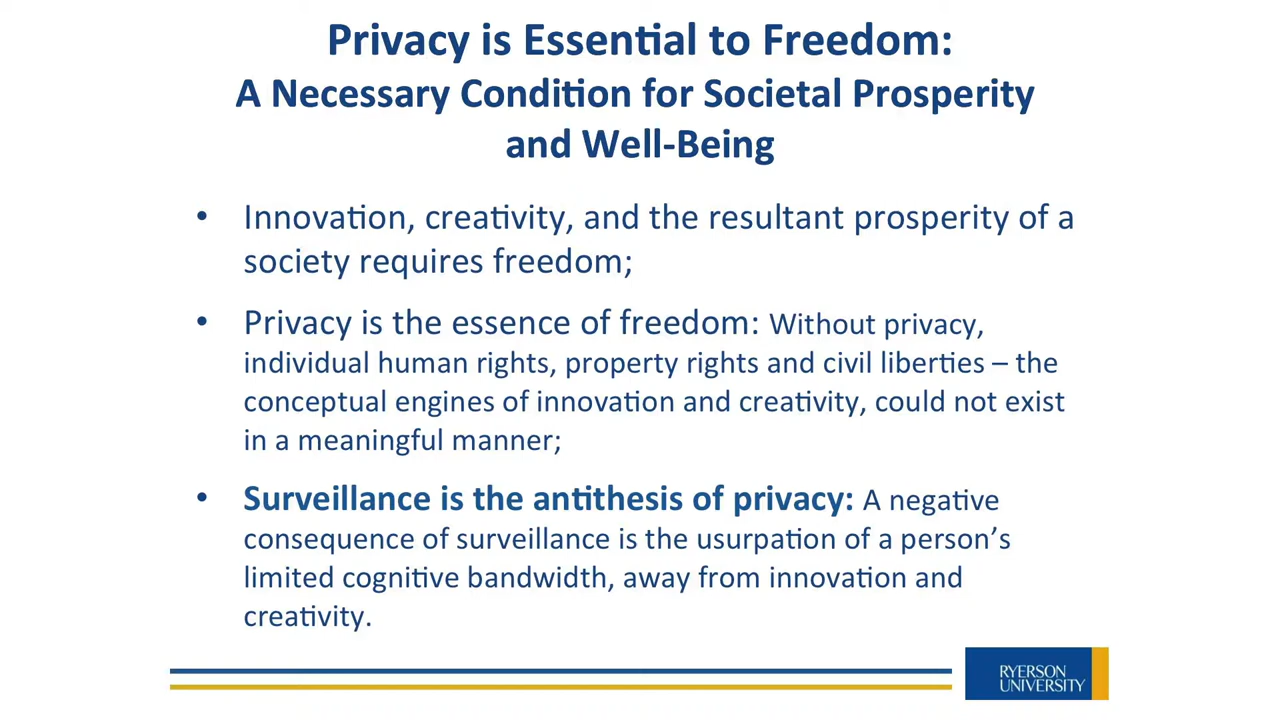 Privacy is Essential to Freedom:
A Necessary Condition for Societal Prosperity
and Well-Being
• Innovation, creativity, and the resultant prosperity of a
society requires freedom;
• Privacy is the essence of freedom: Without privacy,
individual human rights, property rights and civil liberties – the
conceptual engines of innovation and creativity, could not exist
in a meaningful manner;
• Surveillance is the antithesis of privacy: A negative
consequence of surveillance is the usurpation of a person’s
limited cognitive bandwidth, away from innovation and
creativity.
RYERSON
UNIVERSITY